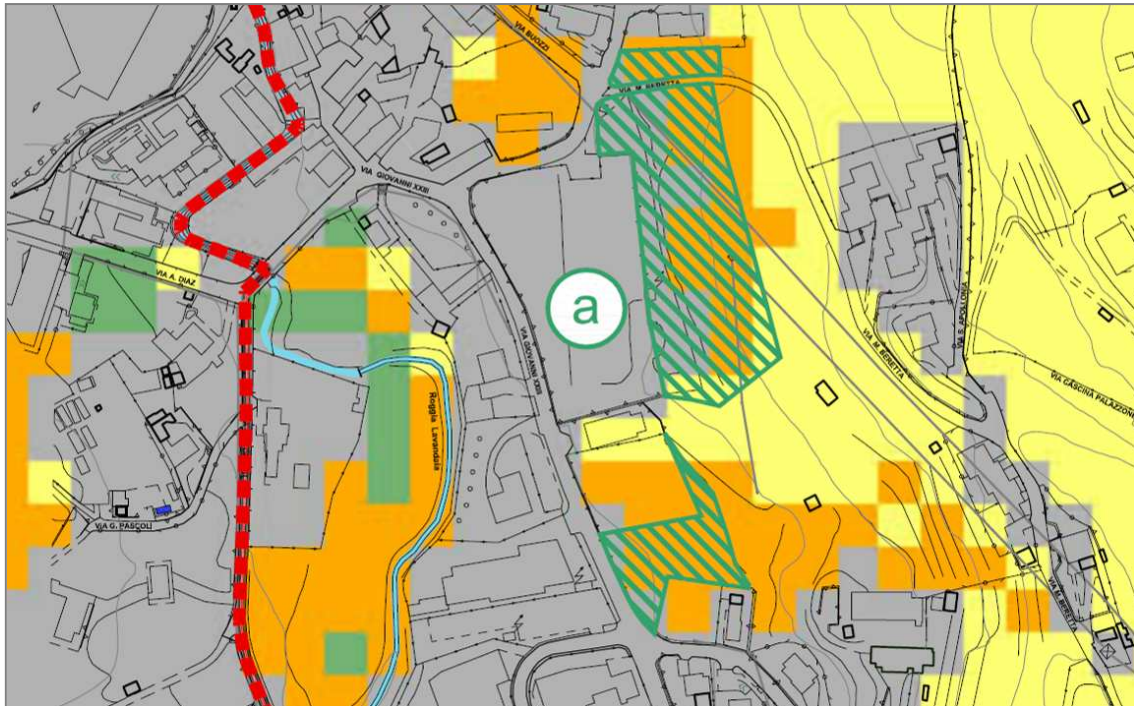 VIA BUOZZI
VIA M. BERETTA
VIA GIOVANNI XXIII
VIA A. DIAZ
a
VIA GIOVANNI XXIII
VIA S. APOLONIA
VIA M. BERETTA
VIA CASCINA PALAZZONE
Roggia Lavandaia
VIA G. PASCOLI
VIA M. BERETTA